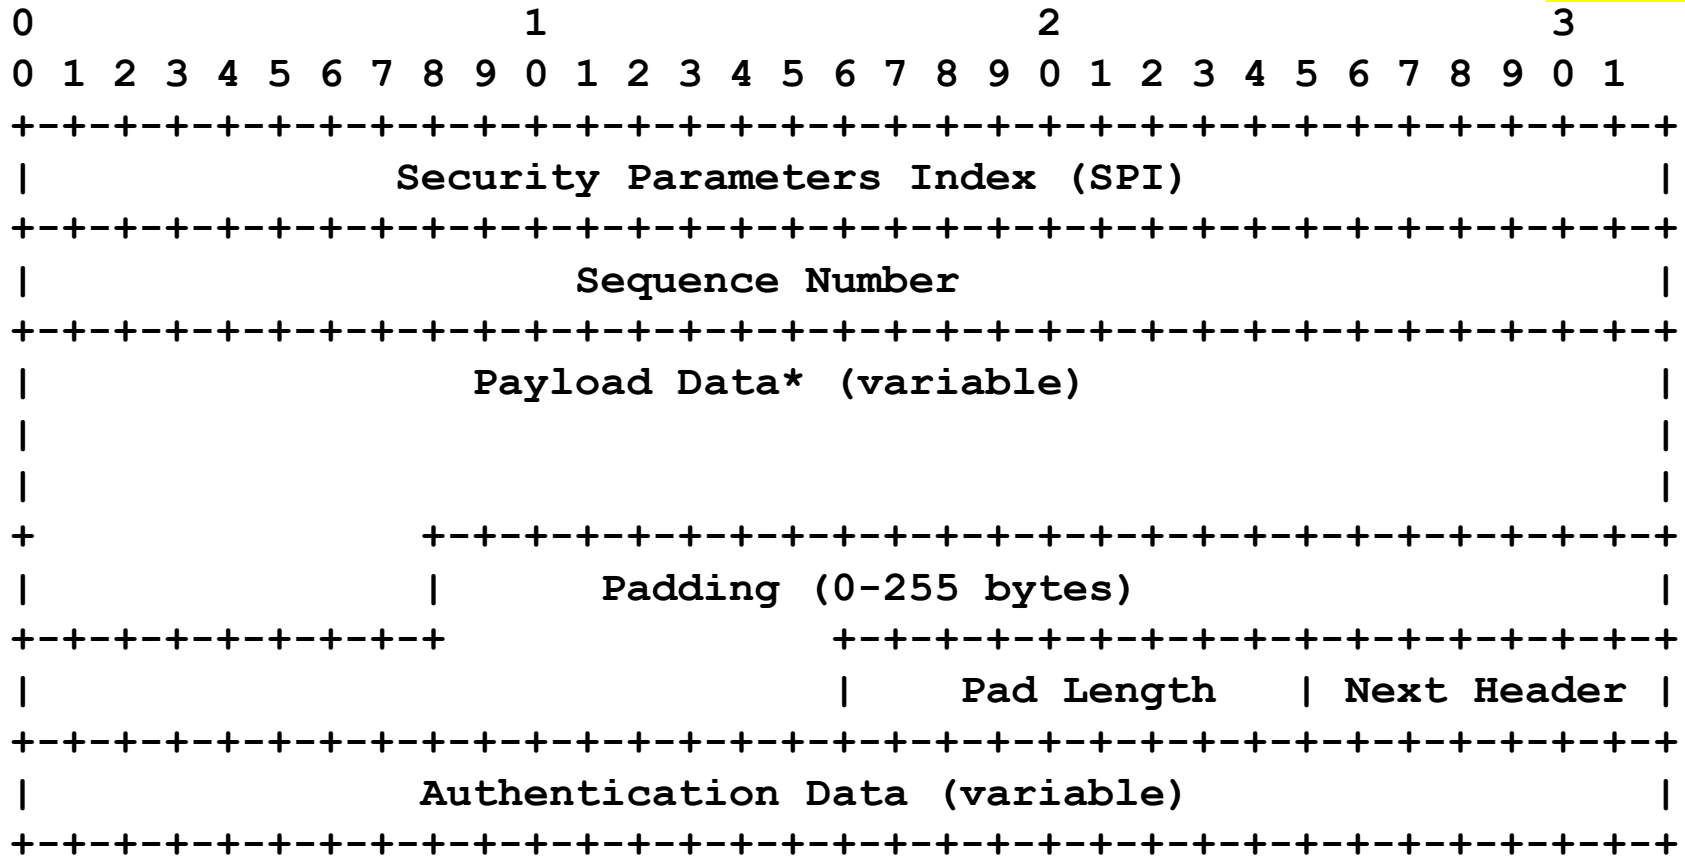 0                   1                   2                   3
0 1 2 3 4 5 6 7 8 9 0 1 2 3 4 5 6 7 8 9 0 1 2 3 4 5 6 7 8 9 0 1
+-+-+-+-+-+-+-+-+-+-+-+-+-+-+-+-+-+-+-+-+-+-+-+-+-+-+-+-+-+-+-+-+
|              Security Parameters Index (SPI)                  |
+-+-+-+-+-+-+-+-+-+-+-+-+-+-+-+-+-+-+-+-+-+-+-+-+-+-+-+-+-+-+-+-+
|                     Sequence Number                           |
+-+-+-+-+-+-+-+-+-+-+-+-+-+-+-+-+-+-+-+-+-+-+-+-+-+-+-+-+-+-+-+-+
|                 Payload Data* (variable)                      |
|                                                               |
|                                                               |
+               +-+-+-+-+-+-+-+-+-+-+-+-+-+-+-+-+-+-+-+-+-+-+-+-+
|               |      Padding (0-255 bytes)                    |
+-+-+-+-+-+-+-+-+               +-+-+-+-+-+-+-+-+-+-+-+-+-+-+-+-+
|                               |    Pad Length   | Next Header |
+-+-+-+-+-+-+-+-+-+-+-+-+-+-+-+-+-+-+-+-+-+-+-+-+-+-+-+-+-+-+-+-+
|               Authentication Data (variable)                  |
+-+-+-+-+-+-+-+-+-+-+-+-+-+-+-+-+-+-+-+-+-+-+-+-+-+-+-+-+-+-+-+-+